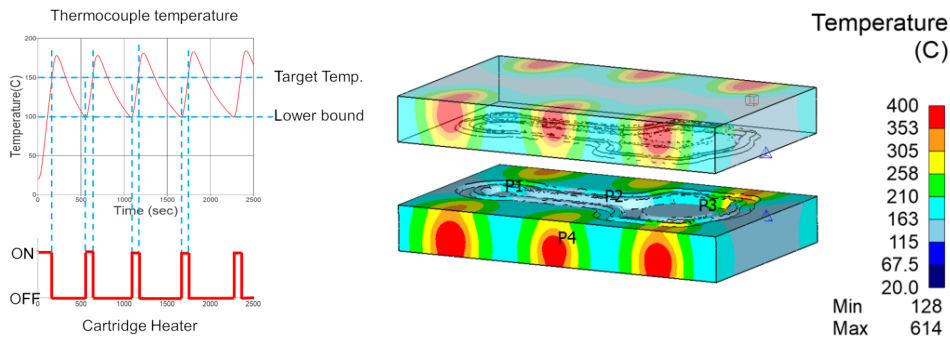 Thermocouple temperature
Temperature(C)
200
150
100
50
0
0 500 1000 1500 2000 2500
Time (sec)
Target Temp.
Lower bound
ON
OFF
0 500 1000 1500 2000 2500
Cartridge Heater
P1
P2
P3
P4
Temperature
(C)
400
353
305
258
210
163
115
67.5
20.0
Min 128
Max 614